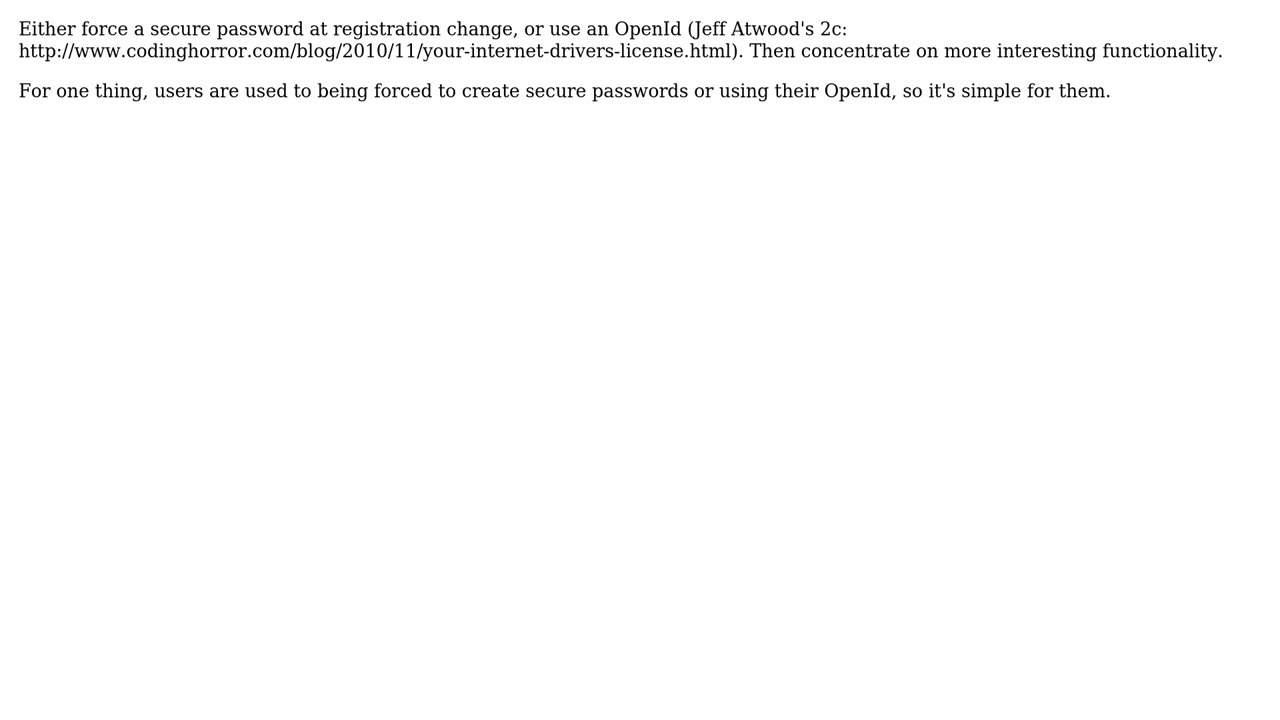 Either force a secure password at registration change, or use an OpenId (Jeff Atwood's 2c:
http://www.codinghorror.com/blog/2010/11/your-internet-drivers-license.html). Then concentrate on more interesting functionality.
For one thing, users are used to being forced to create secure passwords or using their OpenId, so it's simple for them.